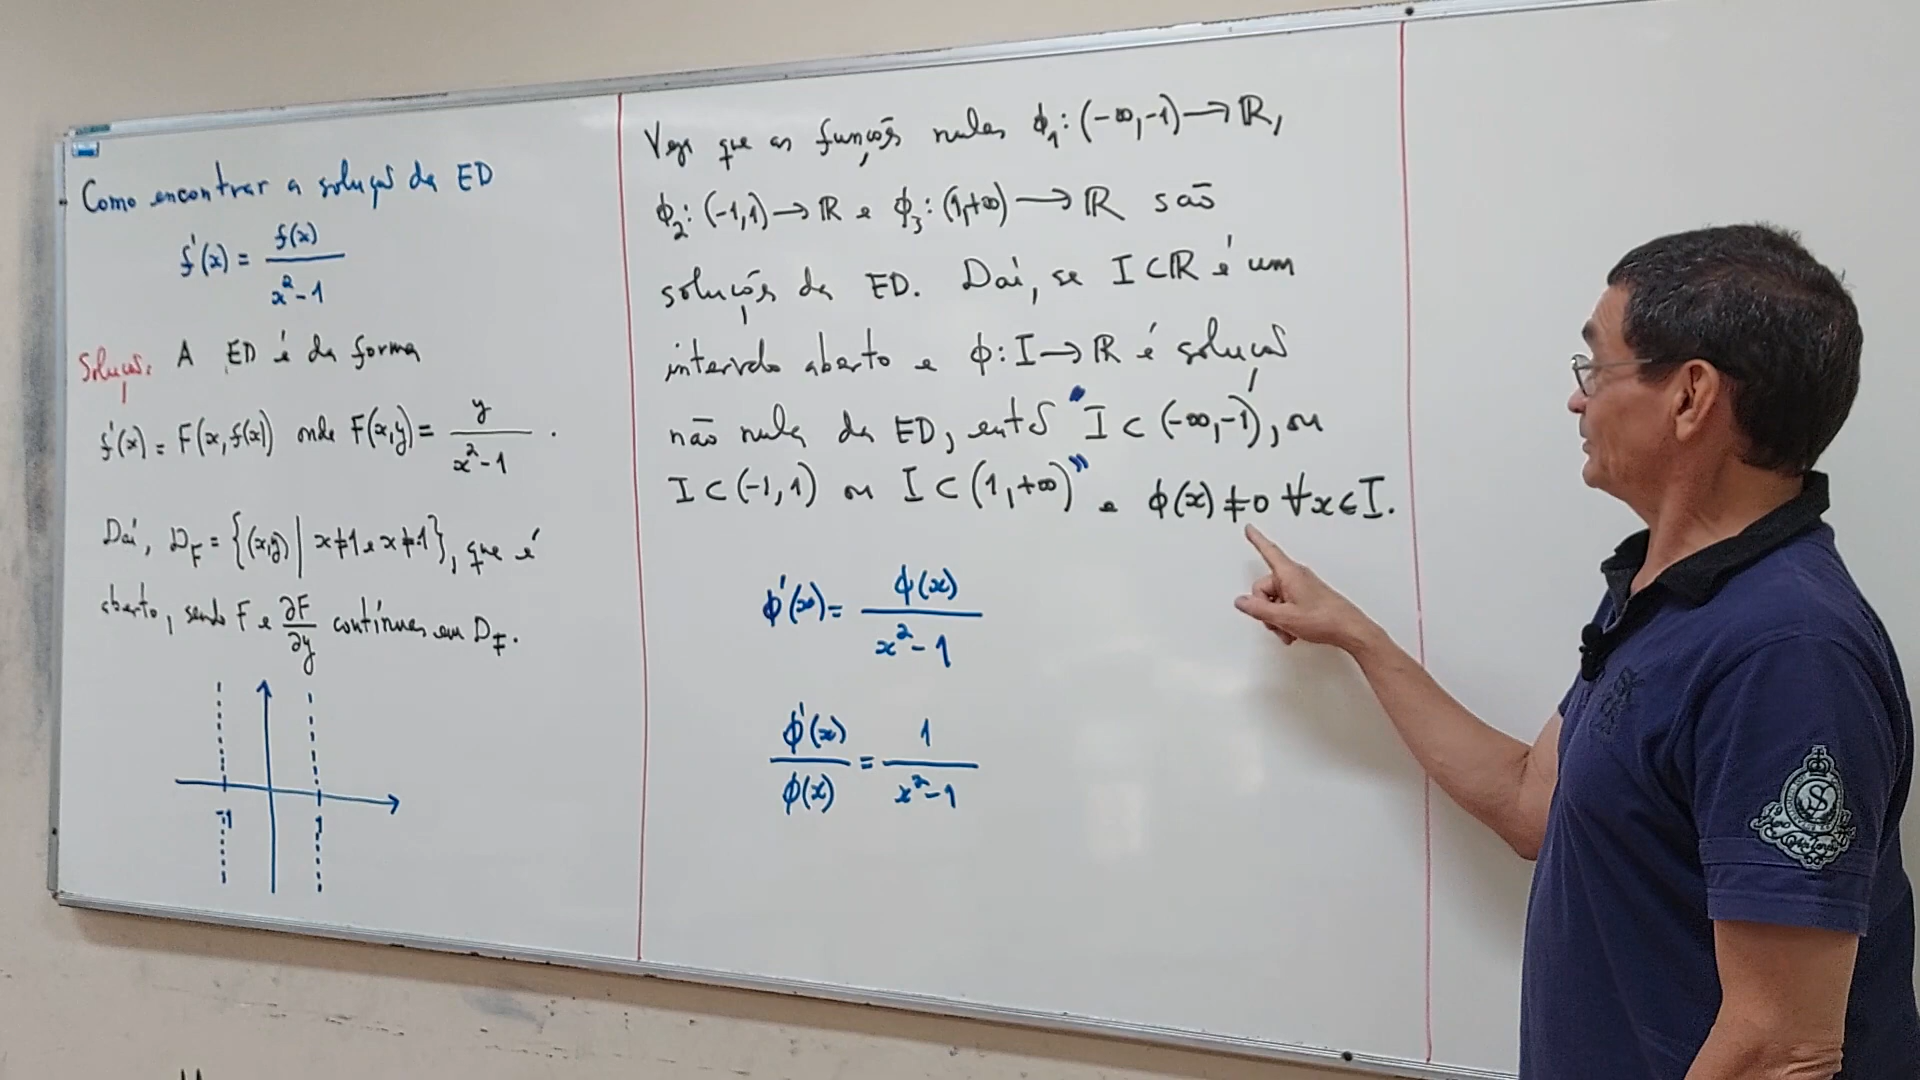 Como encontrar a solução da ED
f'(x) = f(x) / x² - 1
Solução. A ED é da forma
f'(x) = F(x, f(x)) onde F(x,y) = y / x² - 1 .
Daí, D_F = {(x,y) | x≠1 e x≠-1}, que é
aberto, sendo F e ∂F/∂y contínuas em D_F.
-1 1
Veja que as funções nulas ϕ₁: (-∞,-1) → ℝ,
ϕ₂: (-1,1) → ℝ e ϕ₃: (1,+∞) → ℝ são
soluções da ED. Daí, se I ⊂ ℝ é um
intervalo aberto e ϕ: I → ℝ é solução
não nula da ED, então "I ⊂ (-∞,-1), ou
I ⊂ (-1,1) ou I ⊂ (1,+∞)" e ϕ(x) ≠ 0 ∀x ∈ I.
ϕ'(x) = ϕ(x) / x² - 1
ϕ'(x) / ϕ(x) = 1 / x² - 1